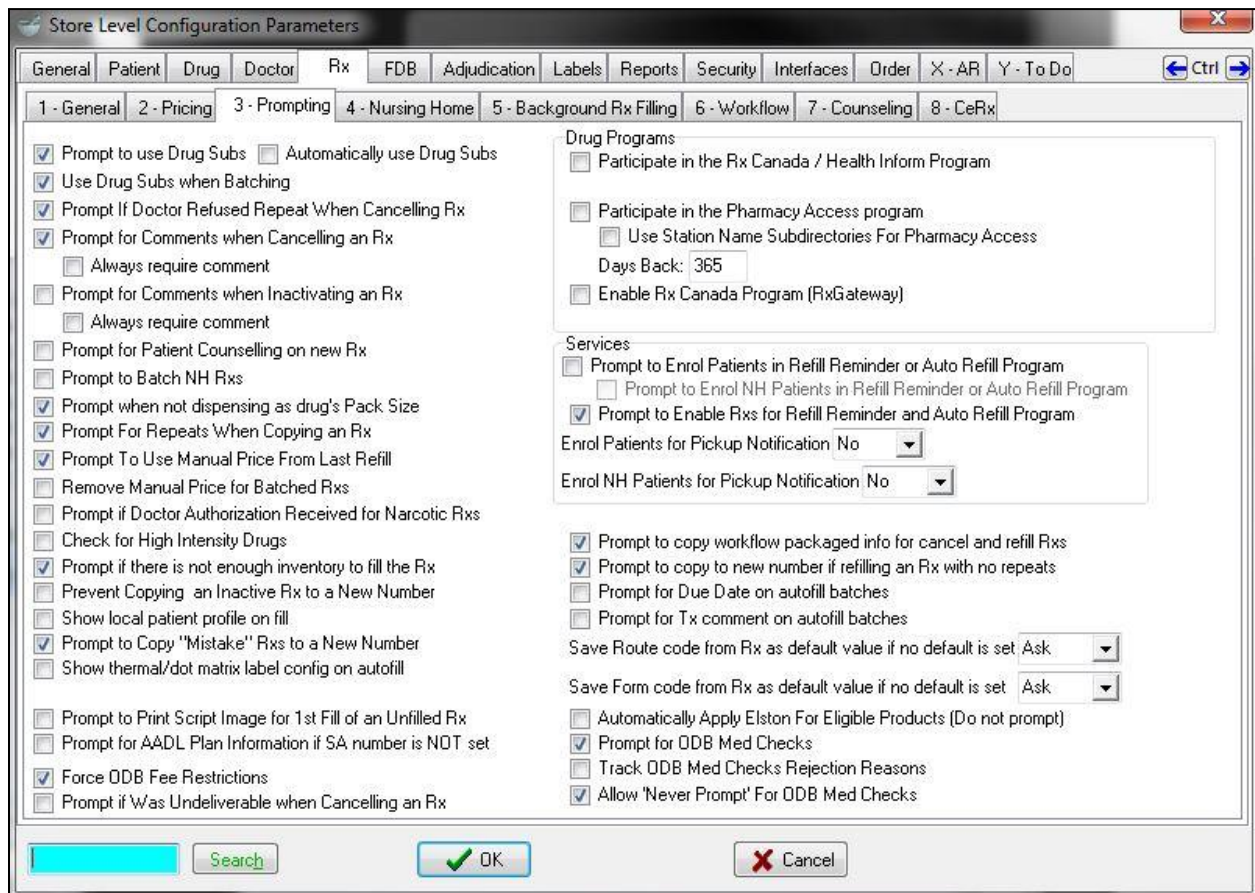 Store Level Configuration Parameters
X
General Patient Drug Doctor Rx FDB Adjudication Labels Reports Security Interfaces Order X - AR Y - To Do Ctrl
1 - General 2 - Pricing 3 - Prompting 4 - Nursing Home 5 - Background Rx Filling 6 - Workflow 7 - Counseling 8 - CeRx
Prompt to use Drug Subs Automatically use Drug Subs
Use Drug Subs when Batching
Prompt If Doctor Refused Repeat When Cancelling Rx
Prompt for Comments when Cancelling an Rx
Always require comment
Prompt for Comments when Inactivating an Rx
Always require comment
Prompt for Patient Counselling on new Rx
Prompt to Batch NH Rxs
Prompt when not dispensing as drug's Pack Size
Prompt For Repeats When Copying an Rx
Prompt To Use Manual Price From Last Refill
Remove Manual Price for Batched Rxs
Prompt if Doctor Authorization Received for Narcotic Rxs
Check for High Intensity Drugs
Prompt if there is not enough inventory to fill the Rx
Prevent Copying an Inactive Rx to a New Number
Show local patient profile on fill
Prompt to Copy "Mistake" Rxs to a New Number
Show thermal/dot matrix label config on autofill
Prompt to Print Script Image for 1st Fill of an Unfilled Rx
Prompt for AADL Plan Information if SA number is NOT set
Force ODB Fee Restrictions
Prompt if Was Undeliverable when Cancelling an Rx
Drug Programs
Participate in the Rx Canada / Health Inform Program
Participate in the Pharmacy Access program
Use Station Name Subdirectories For Pharmacy Access
Days Back: 365
Enable Rx Canada Program (RxGateway)
Services
Prompt to Enrol Patients in Refill Reminder or Auto Refill Program
Prompt to Enrol NH Patients in Refill Reminder or Auto Refill Program
Prompt to Enable Rxs for Refill Reminder and Auto Refill Program
Enrol Patients for Pickup Notification No
Enrol NH Patients for Pickup Notification No
Prompt to copy workflow packaged info for cancel and refill Rxs
Prompt to copy to new number if refilling an Rx with no repeats
Prompt for Due Date on autofill batches
Prompt for Tx comment on autofill batches
Save Route code from Rx as default value if no default is set Ask
Save Form code from Rx as default value if no default is set Ask
Automatically Apply Elston For Eligible Products (Do not prompt)
Prompt for ODB Med Checks
Track ODB Med Checks Rejection Reasons
Allow 'Never Prompt' For ODB Med Checks
Search OK Cancel